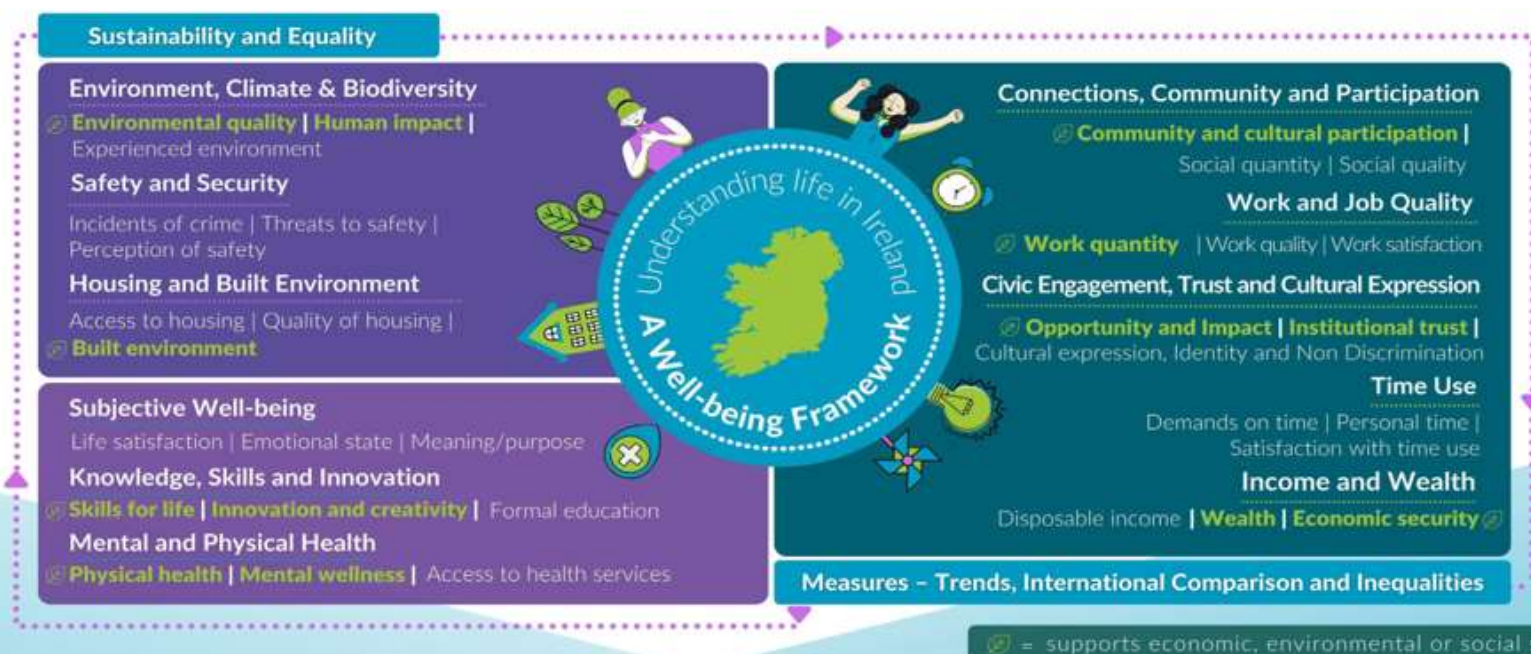 Sustainability and Equality
Environment, Climate & Biodiversity
Environmental quality | Human impact |
Experienced environment
Safety and Security
Incidents of crime | Threats to safety |
Perception of safety
Housing and Built Environment
Access to housing | Quality of housing |
Built environment
Subjective Well-being
Life satisfaction | Emotional state | Meaning/purpose
Knowledge, Skills and Innovation
Skills for life | Innovation and creativity | Formal education
Mental and Physical Health
Physical health | Mental wellness | Access to health services
Understanding life in Ireland
A Well-being Framework
Connections, Community and Participation
Community and cultural participation |
Social quantity | Social quality
Work and Job Quality
Work quantity | Work quality | Work satisfaction
Civic Engagement, Trust and Cultural Expression
Opportunity and Impact | Institutional trust |
Cultural expression, Identity and Non Discrimination
Time Use
Demands on time | Personal time |
Satisfaction with time use
Income and Wealth
Disposable income | Wealth | Economic security
Measures – Trends, International Comparison and Inequalities
= supports economic, environmental or social